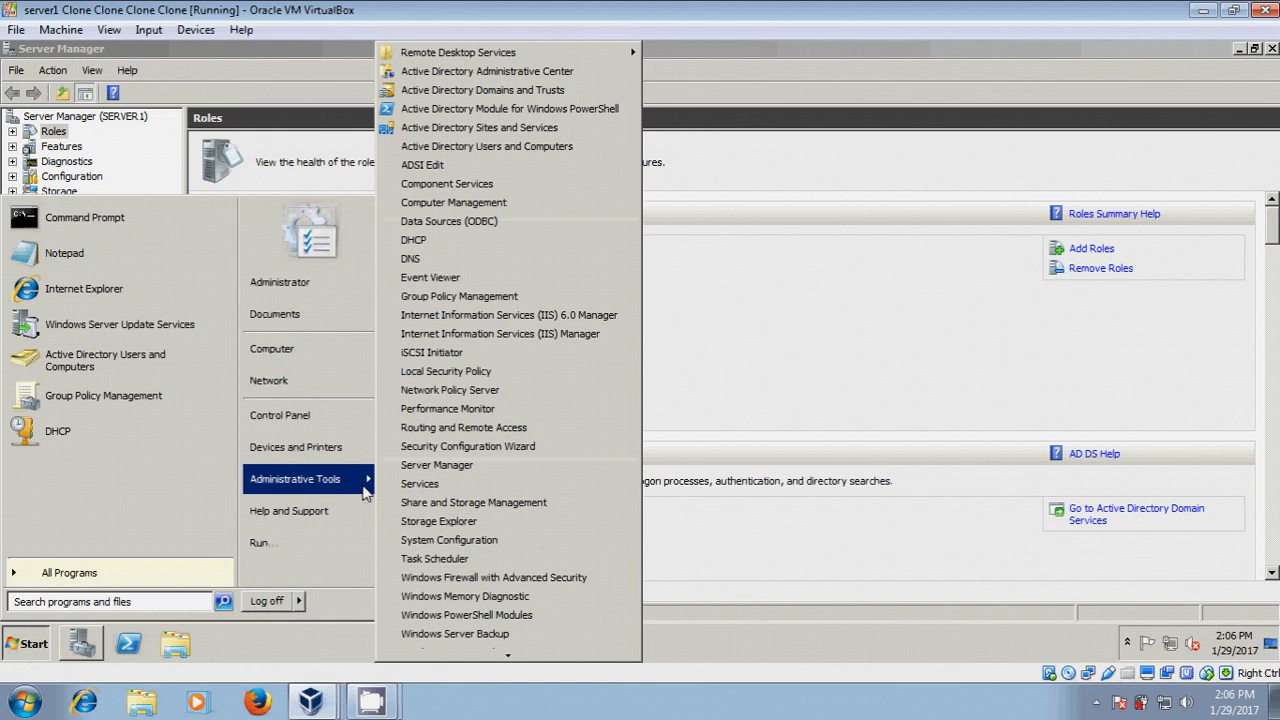 server1 Clone Clone Clone Clone [Running] - Oracle VM VirtualBox
File Machine View Input Devices Help
Server Manager
File Action View Help
Server Manager (SERVER1)
Roles
Features
Diagnostics
Configuration
Storage
Roles
View the health of the role
ures.
Roles Summary Help
Add Roles
Remove Roles
AD DS Help
ogon processes, authentication, and directory searches.
Go to Active Directory Domain
Services
Command Prompt
Notepad
Internet Explorer
Windows Server Update Services
Active Directory Users and
Computers
Group Policy Management
DHCP
All Programs
Search programs and files
Administrator
Documents
Computer
Network
Control Panel
Devices and Printers
Administrative Tools
Help and Support
Run...
Log off
Remote Desktop Services
Active Directory Administrative Center
Active Directory Domains and Trusts
Active Directory Module for Windows PowerShell
Active Directory Sites and Services
Active Directory Users and Computers
ADSI Edit
Component Services
Computer Management
Data Sources (ODBC)
DHCP
DNS
Event Viewer
Group Policy Management
Internet Information Services (IIS) 6.0 Manager
Internet Information Services (IIS) Manager
iSCSI Initiator
Local Security Policy
Network Policy Server
Performance Monitor
Routing and Remote Access
Security Configuration Wizard
Server Manager
Services
Share and Storage Management
Storage Explorer
System Configuration
Task Scheduler
Windows Firewall with Advanced Security
Windows Memory Diagnostic
Windows PowerShell Modules
Windows Server Backup
Start
2:06 PM
1/29/2017
Right Ctrl
2:06 PM
1/29/2017